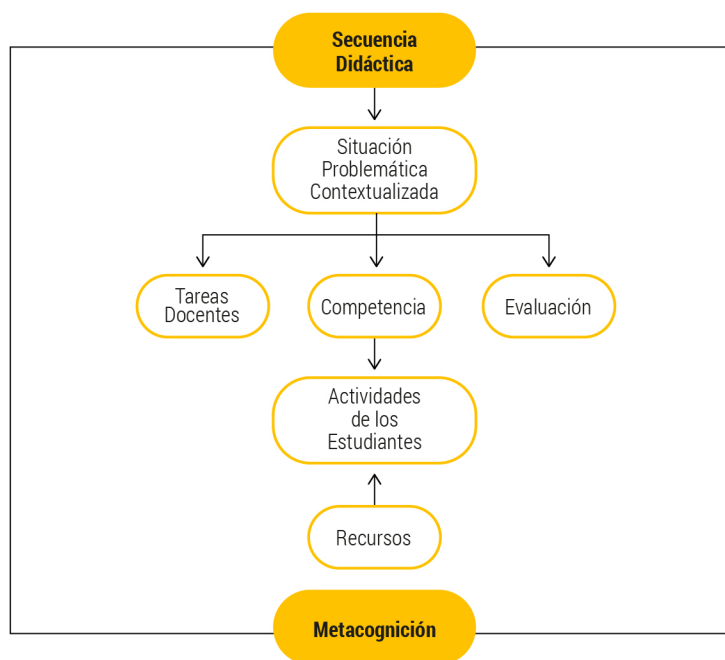 Secuencia
Didáctica
Situación
Problemática
Contextualizada
Tareas
Docentes
Competencia
Evaluación
Actividades
de los
Estudiantes
Recursos
Metacognición